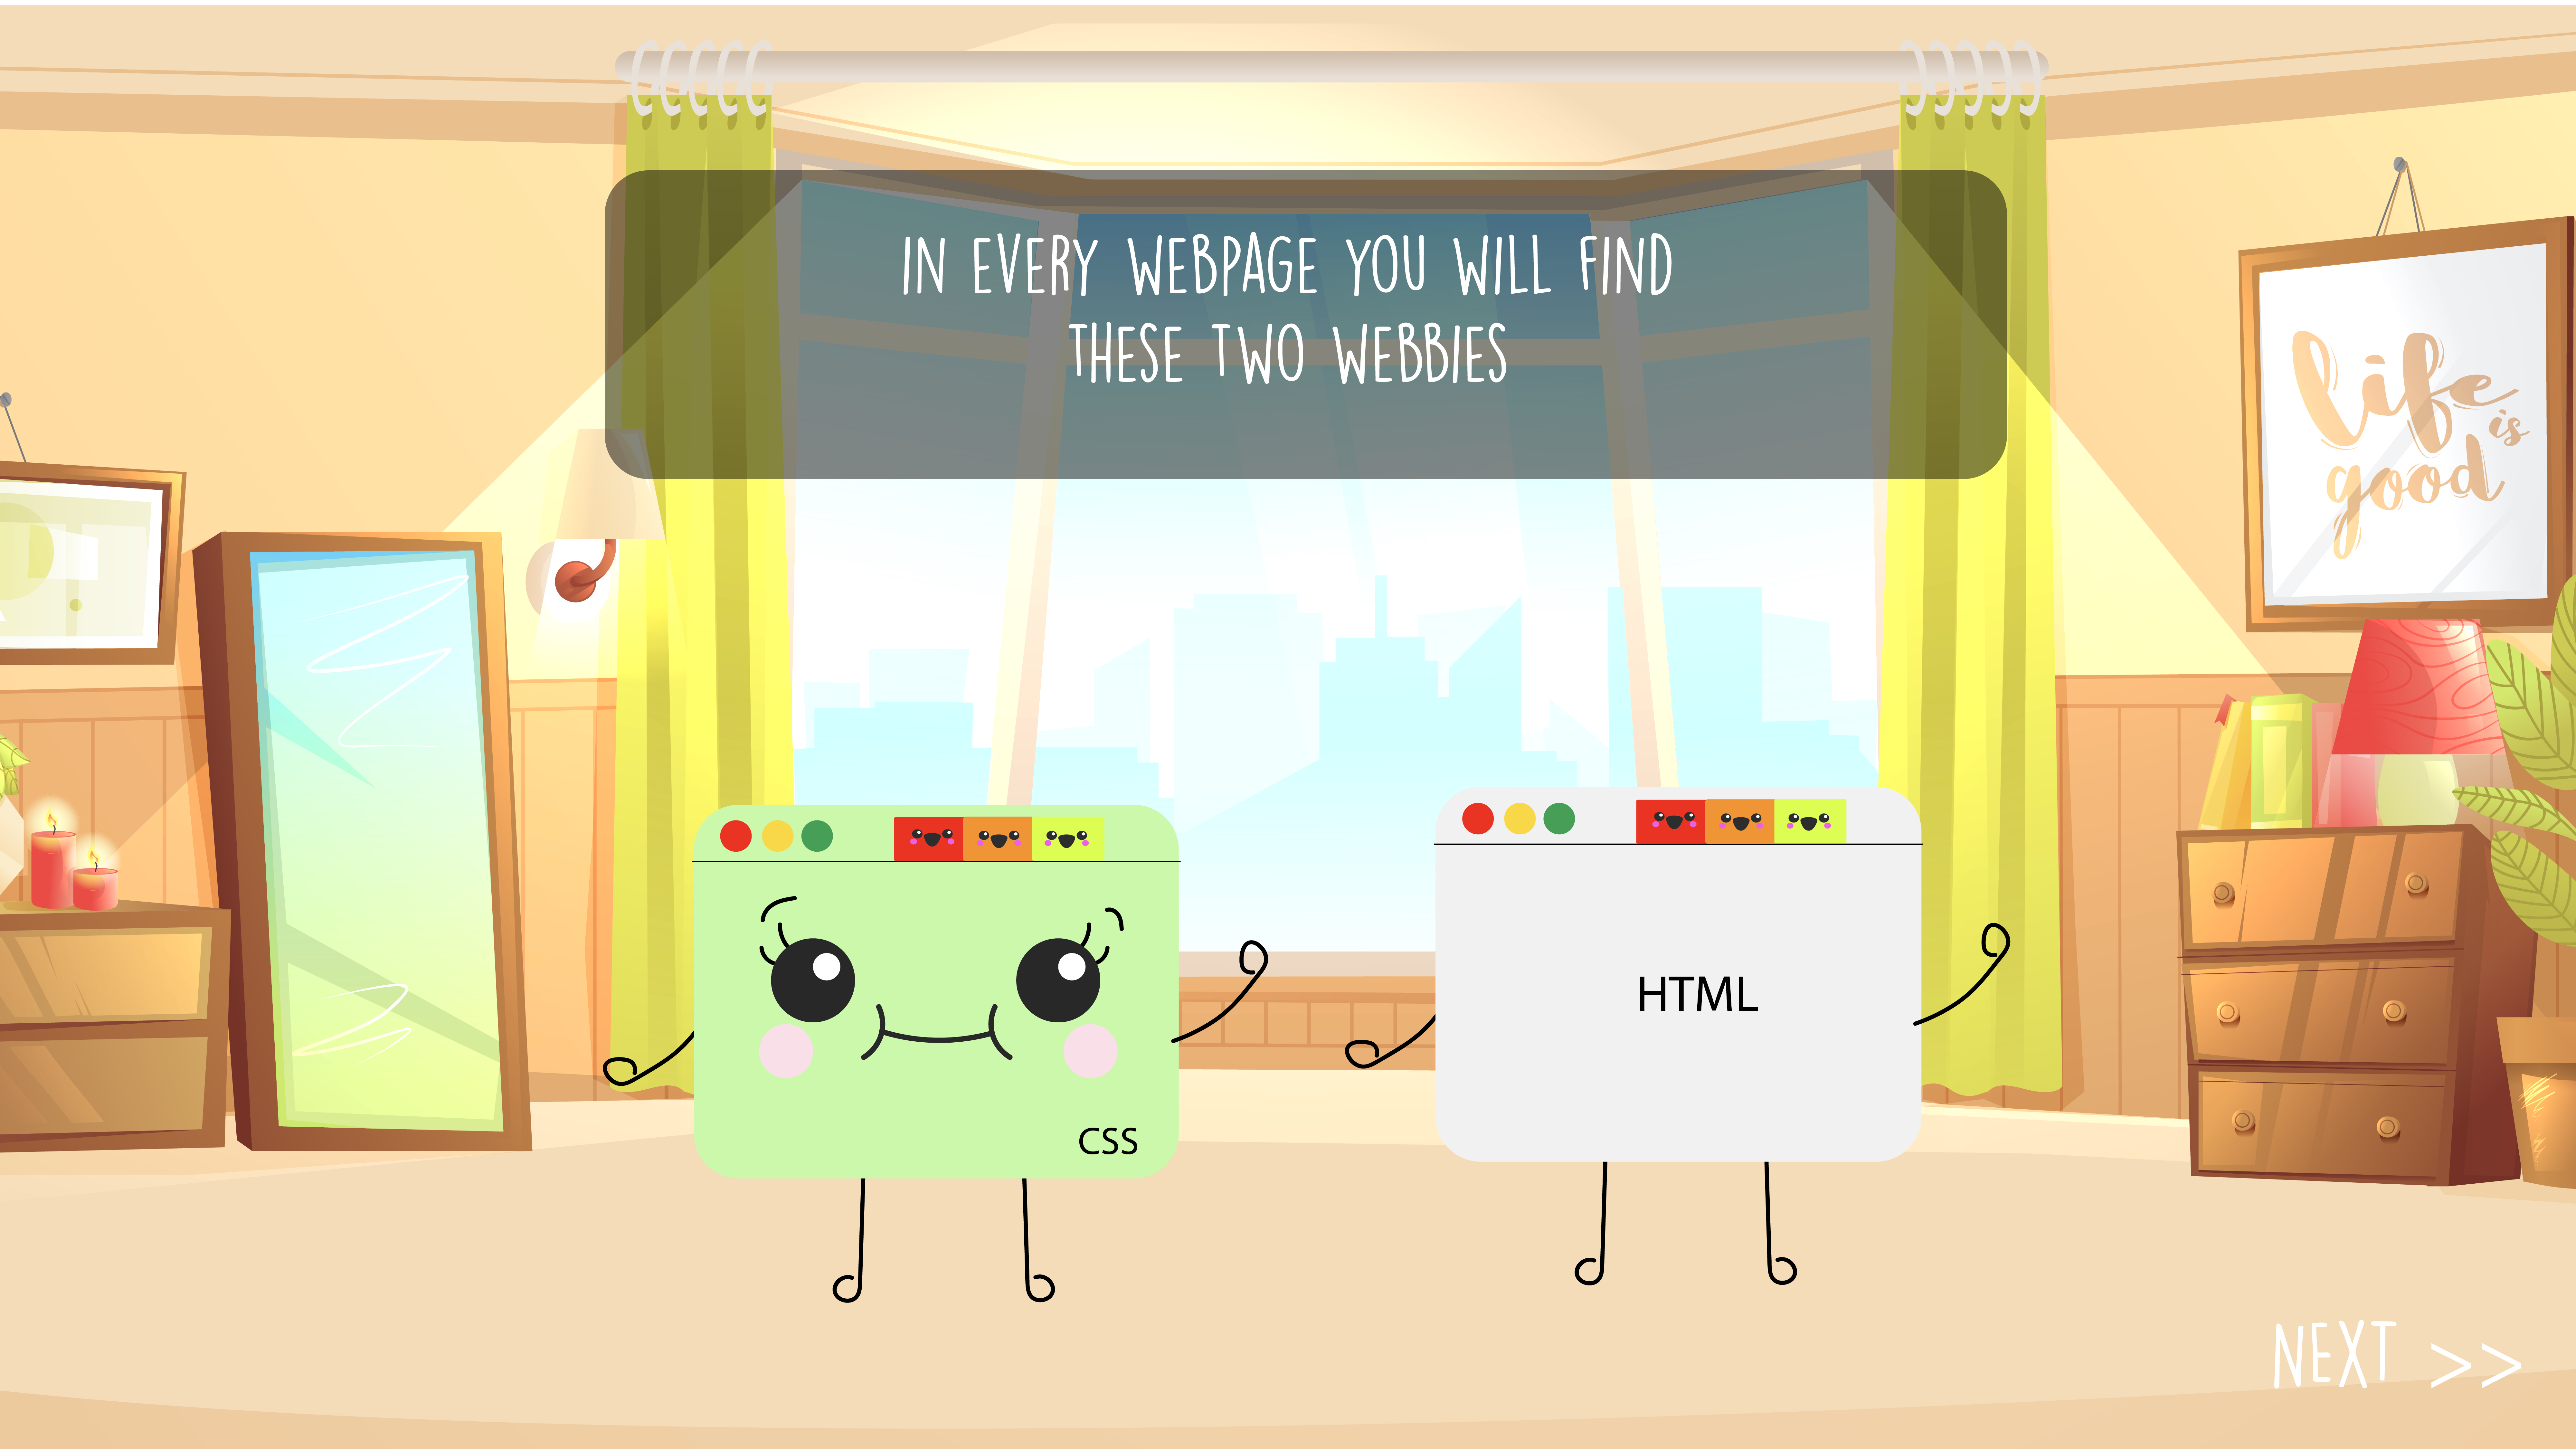 IN EVERY WEBPAGE YOU WILL FIND
THESE TWO WEBBIES
life
is
good
HTML
CSS
NEXT >>